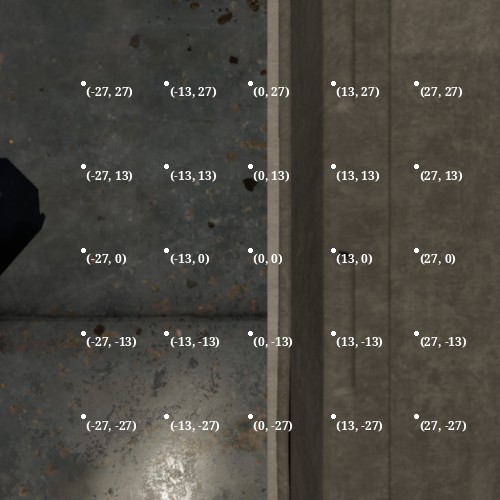 (-27, 27) (-13, 27) (0, 27) (13, 27) (27, 27)
(-27, 13) (-13, 13) (0, 13) (13, 13) (27, 13)
(-27, 0) (-13, 0) (0, 0) (13, 0) (27, 0)
(-27, -13) (-13, -13) (0, -13) (13, -13) (27, -13)
(-27, -27) (-13, -27) (0, -27) (13, -27) (27, -27)